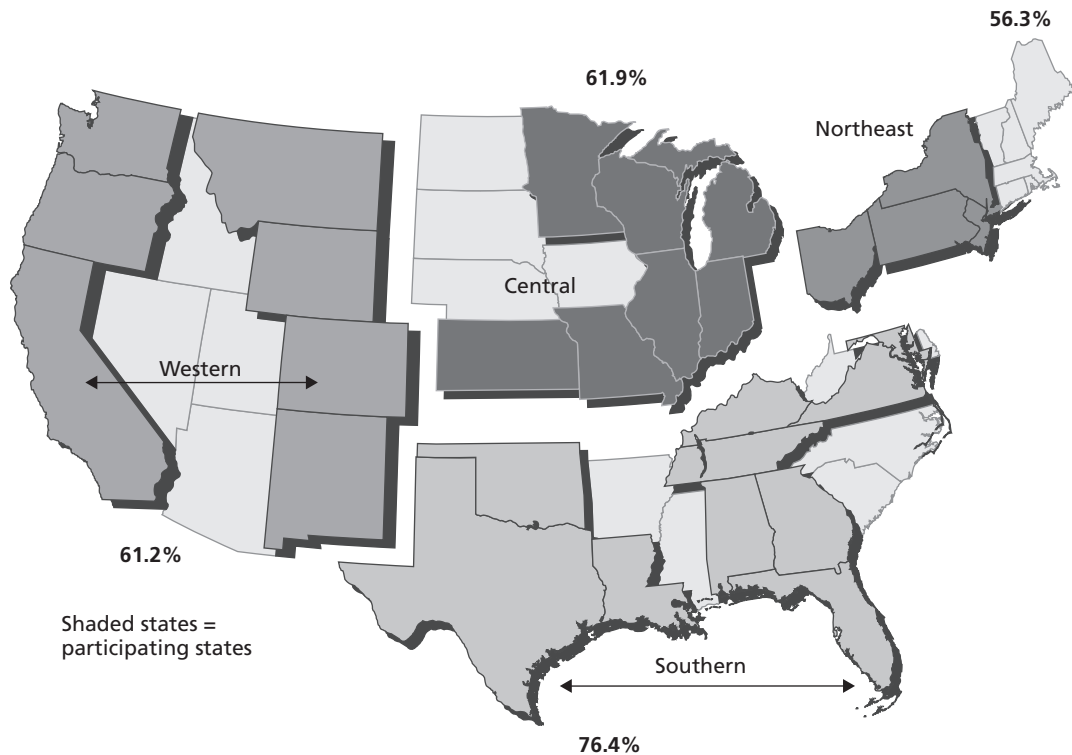 56.3%
61.9%
Northeast
Central
Western
61.2%
Shaded states =
participating states
Southern
76.4%